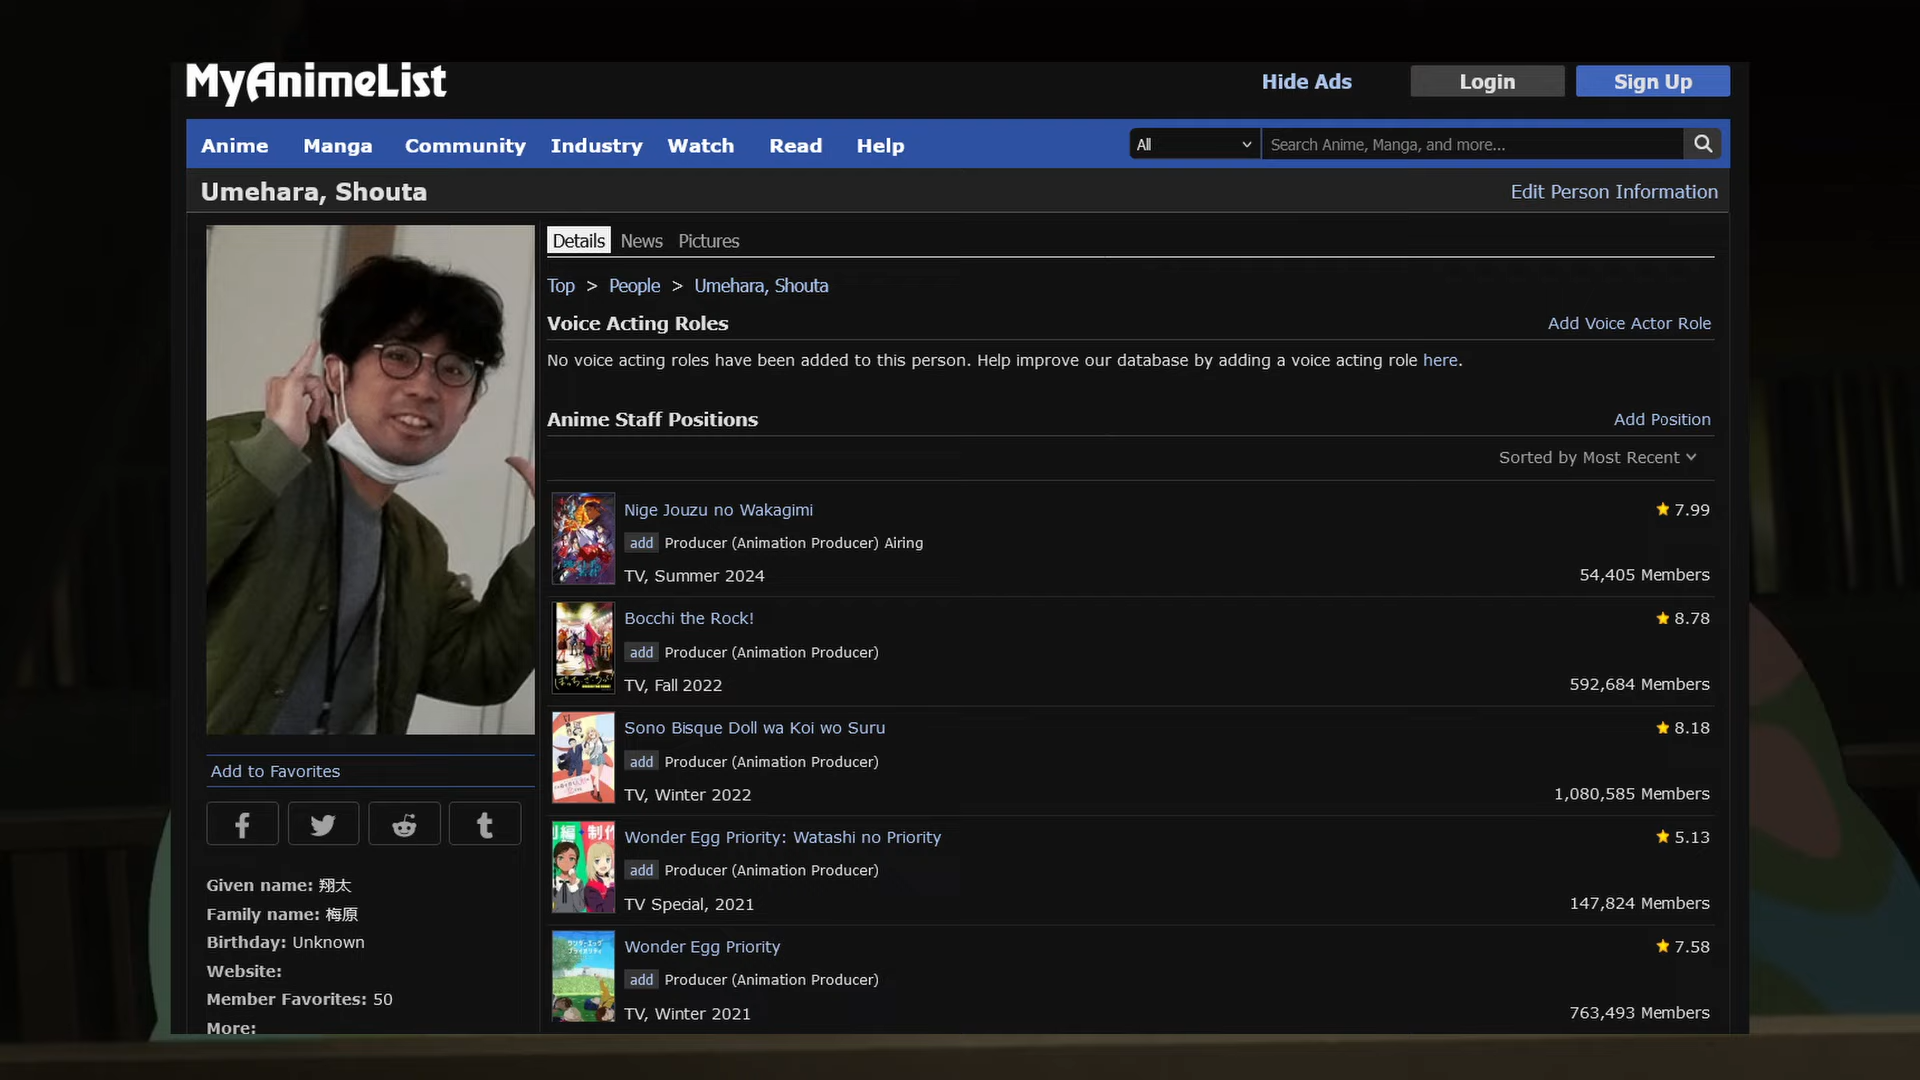 MyAnimeList
Hide Ads
Login
Sign Up
Anime
Manga
Community
Industry
Watch
Read
Help
All
Search Anime, Manga, and more...
Umehara, Shouta
Edit Person Information
Details
News
Pictures
Top > People > Umehara, Shouta
Voice Acting Roles
Add Voice Actor Role
No voice acting roles have been added to this person. Help improve our database by adding a voice acting role here.
Anime Staff Positions
Add Position
Sorted by Most Recent
Nige Jouzu no Wakagimi
7.99
add Producer (Animation Producer) Airing
TV, Summer 2024
54,405 Members
Bocchi the Rock!
8.78
add Producer (Animation Producer)
TV, Fall 2022
592,684 Members
Sono Bisque Doll wa Koi wo Suru
8.18
add Producer (Animation Producer)
TV, Winter 2022
1,080,585 Members
Wonder Egg Priority: Watashi no Priority
5.13
add Producer (Animation Producer)
TV Special, 2021
147,824 Members
Wonder Egg Priority
7.58
add Producer (Animation Producer)
TV, Winter 2021
763,493 Members
Add to Favorites
Given name: 翔太
Family name: 梅原
Birthday: Unknown
Website:
Member Favorites: 50
More: